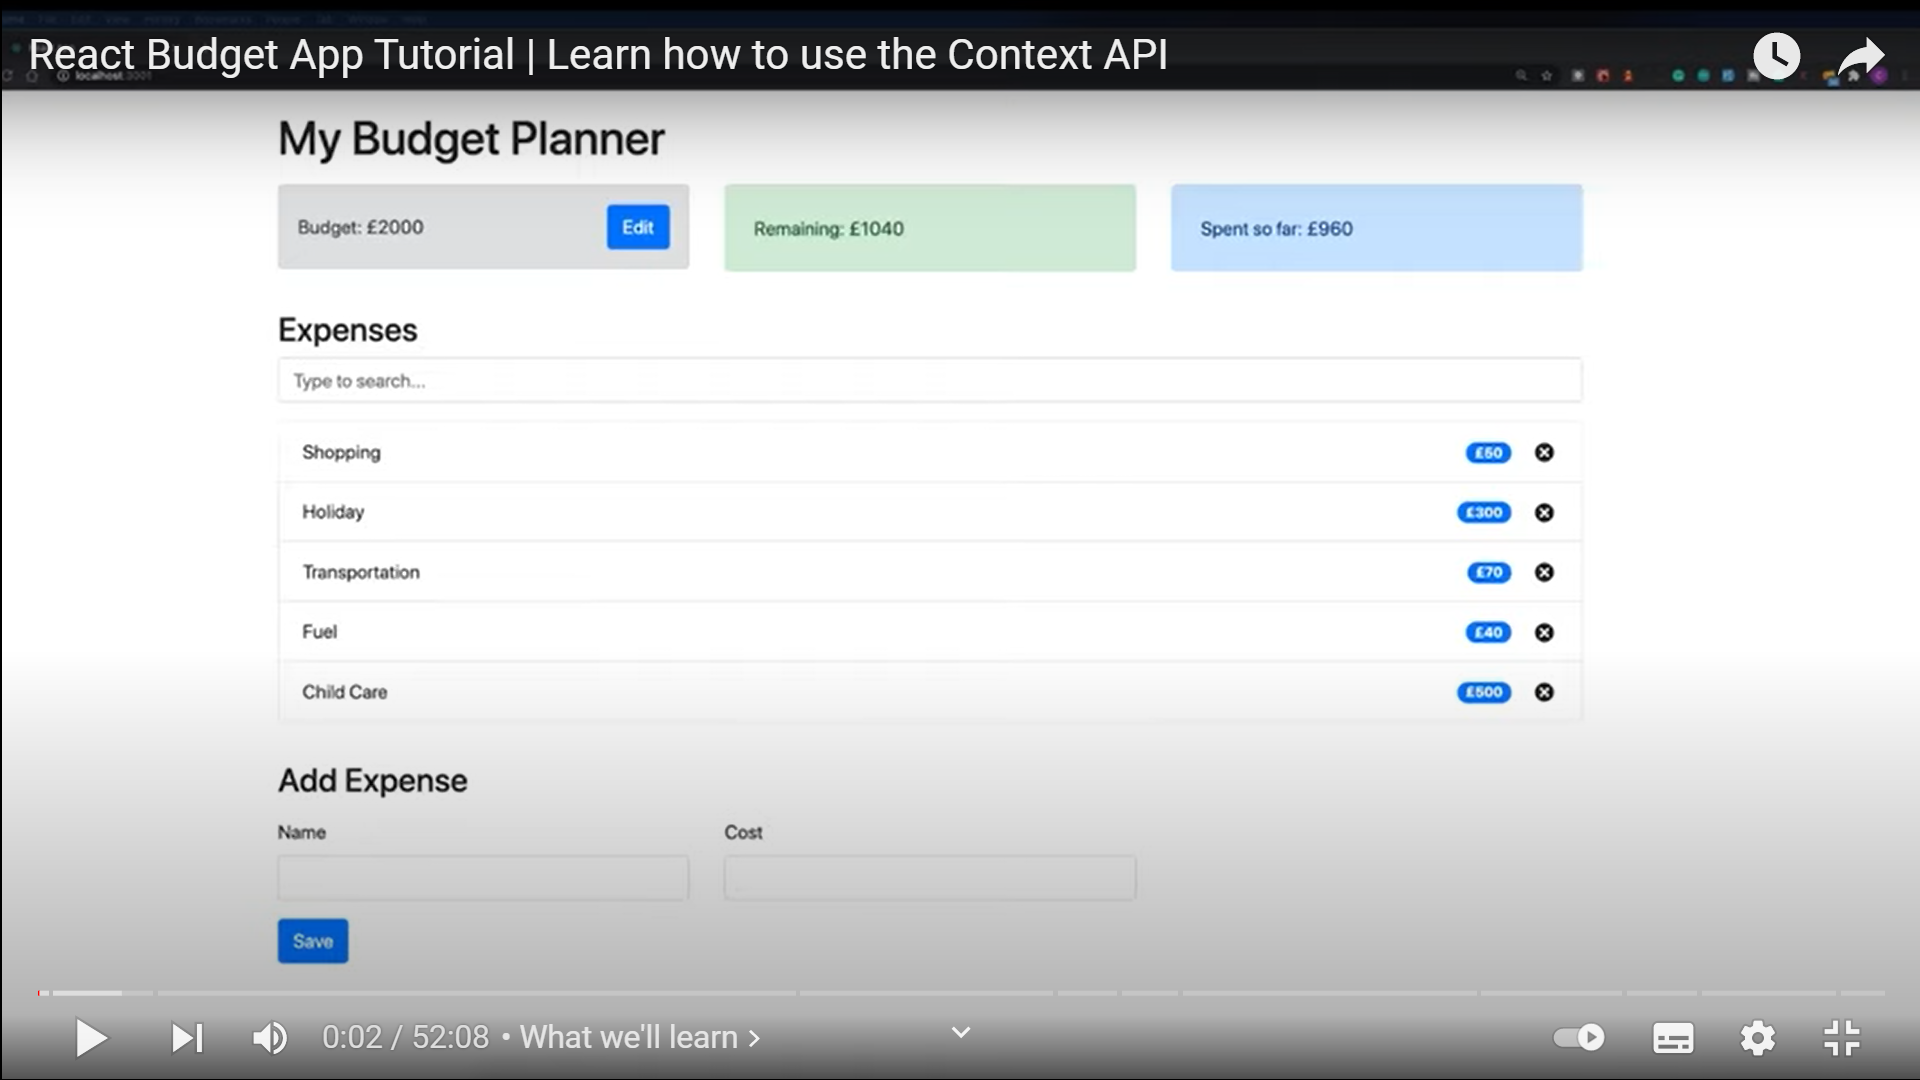 React Budget App Tutorial | Learn how to use the Context API
localhost:3001
My Budget Planner
Budget: £2000
Edit
Remaining: £1040
Spent so far: £960
Expenses
Type to search...
Shopping
£50
Holiday
£300
Transportation
£70
Fuel
£40
Child Care
£500
Add Expense
Name
Cost
Save
0:02 / 52:08 • What we'll learn >